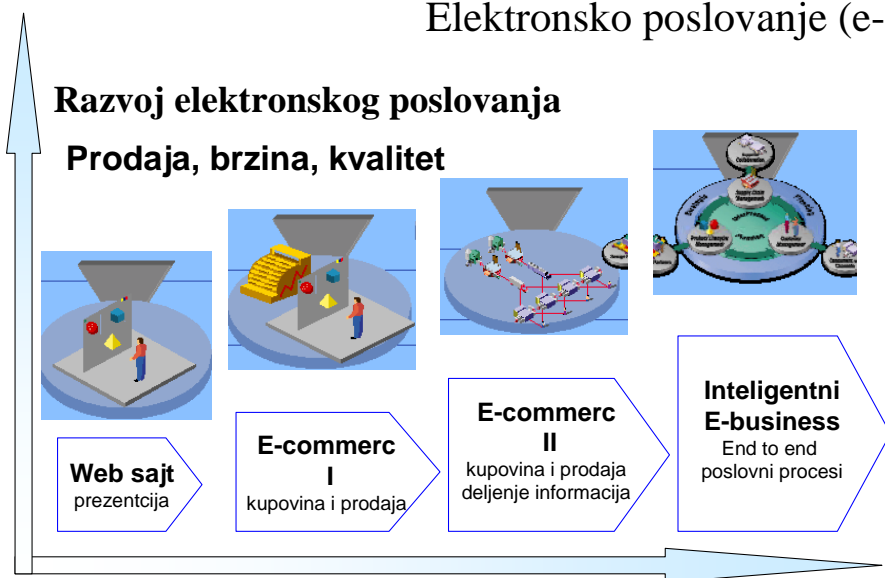 Elektronsko poslovanje (e-
Razvoj elektronskog poslovanja
Prodaja, brzina, kvalitet
Web sajt
prezentcija
E-commerc
I
kupovina i prodaja
E-commerc
II
kupovina i prodaja
deljenje informacija
Inteligentni
E-business
End to end
poslovni procesi